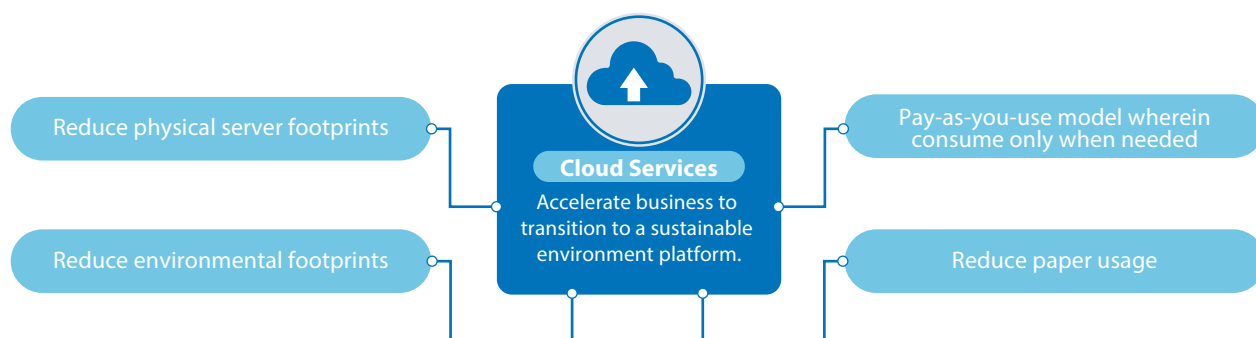 Reduce physical server footprints
Pay-as-you-use model wherein
consume only when needed
Cloud Services
Accelerate business to
transition to a sustainable
environment platform.
Reduce environmental footprints
Reduce paper usage